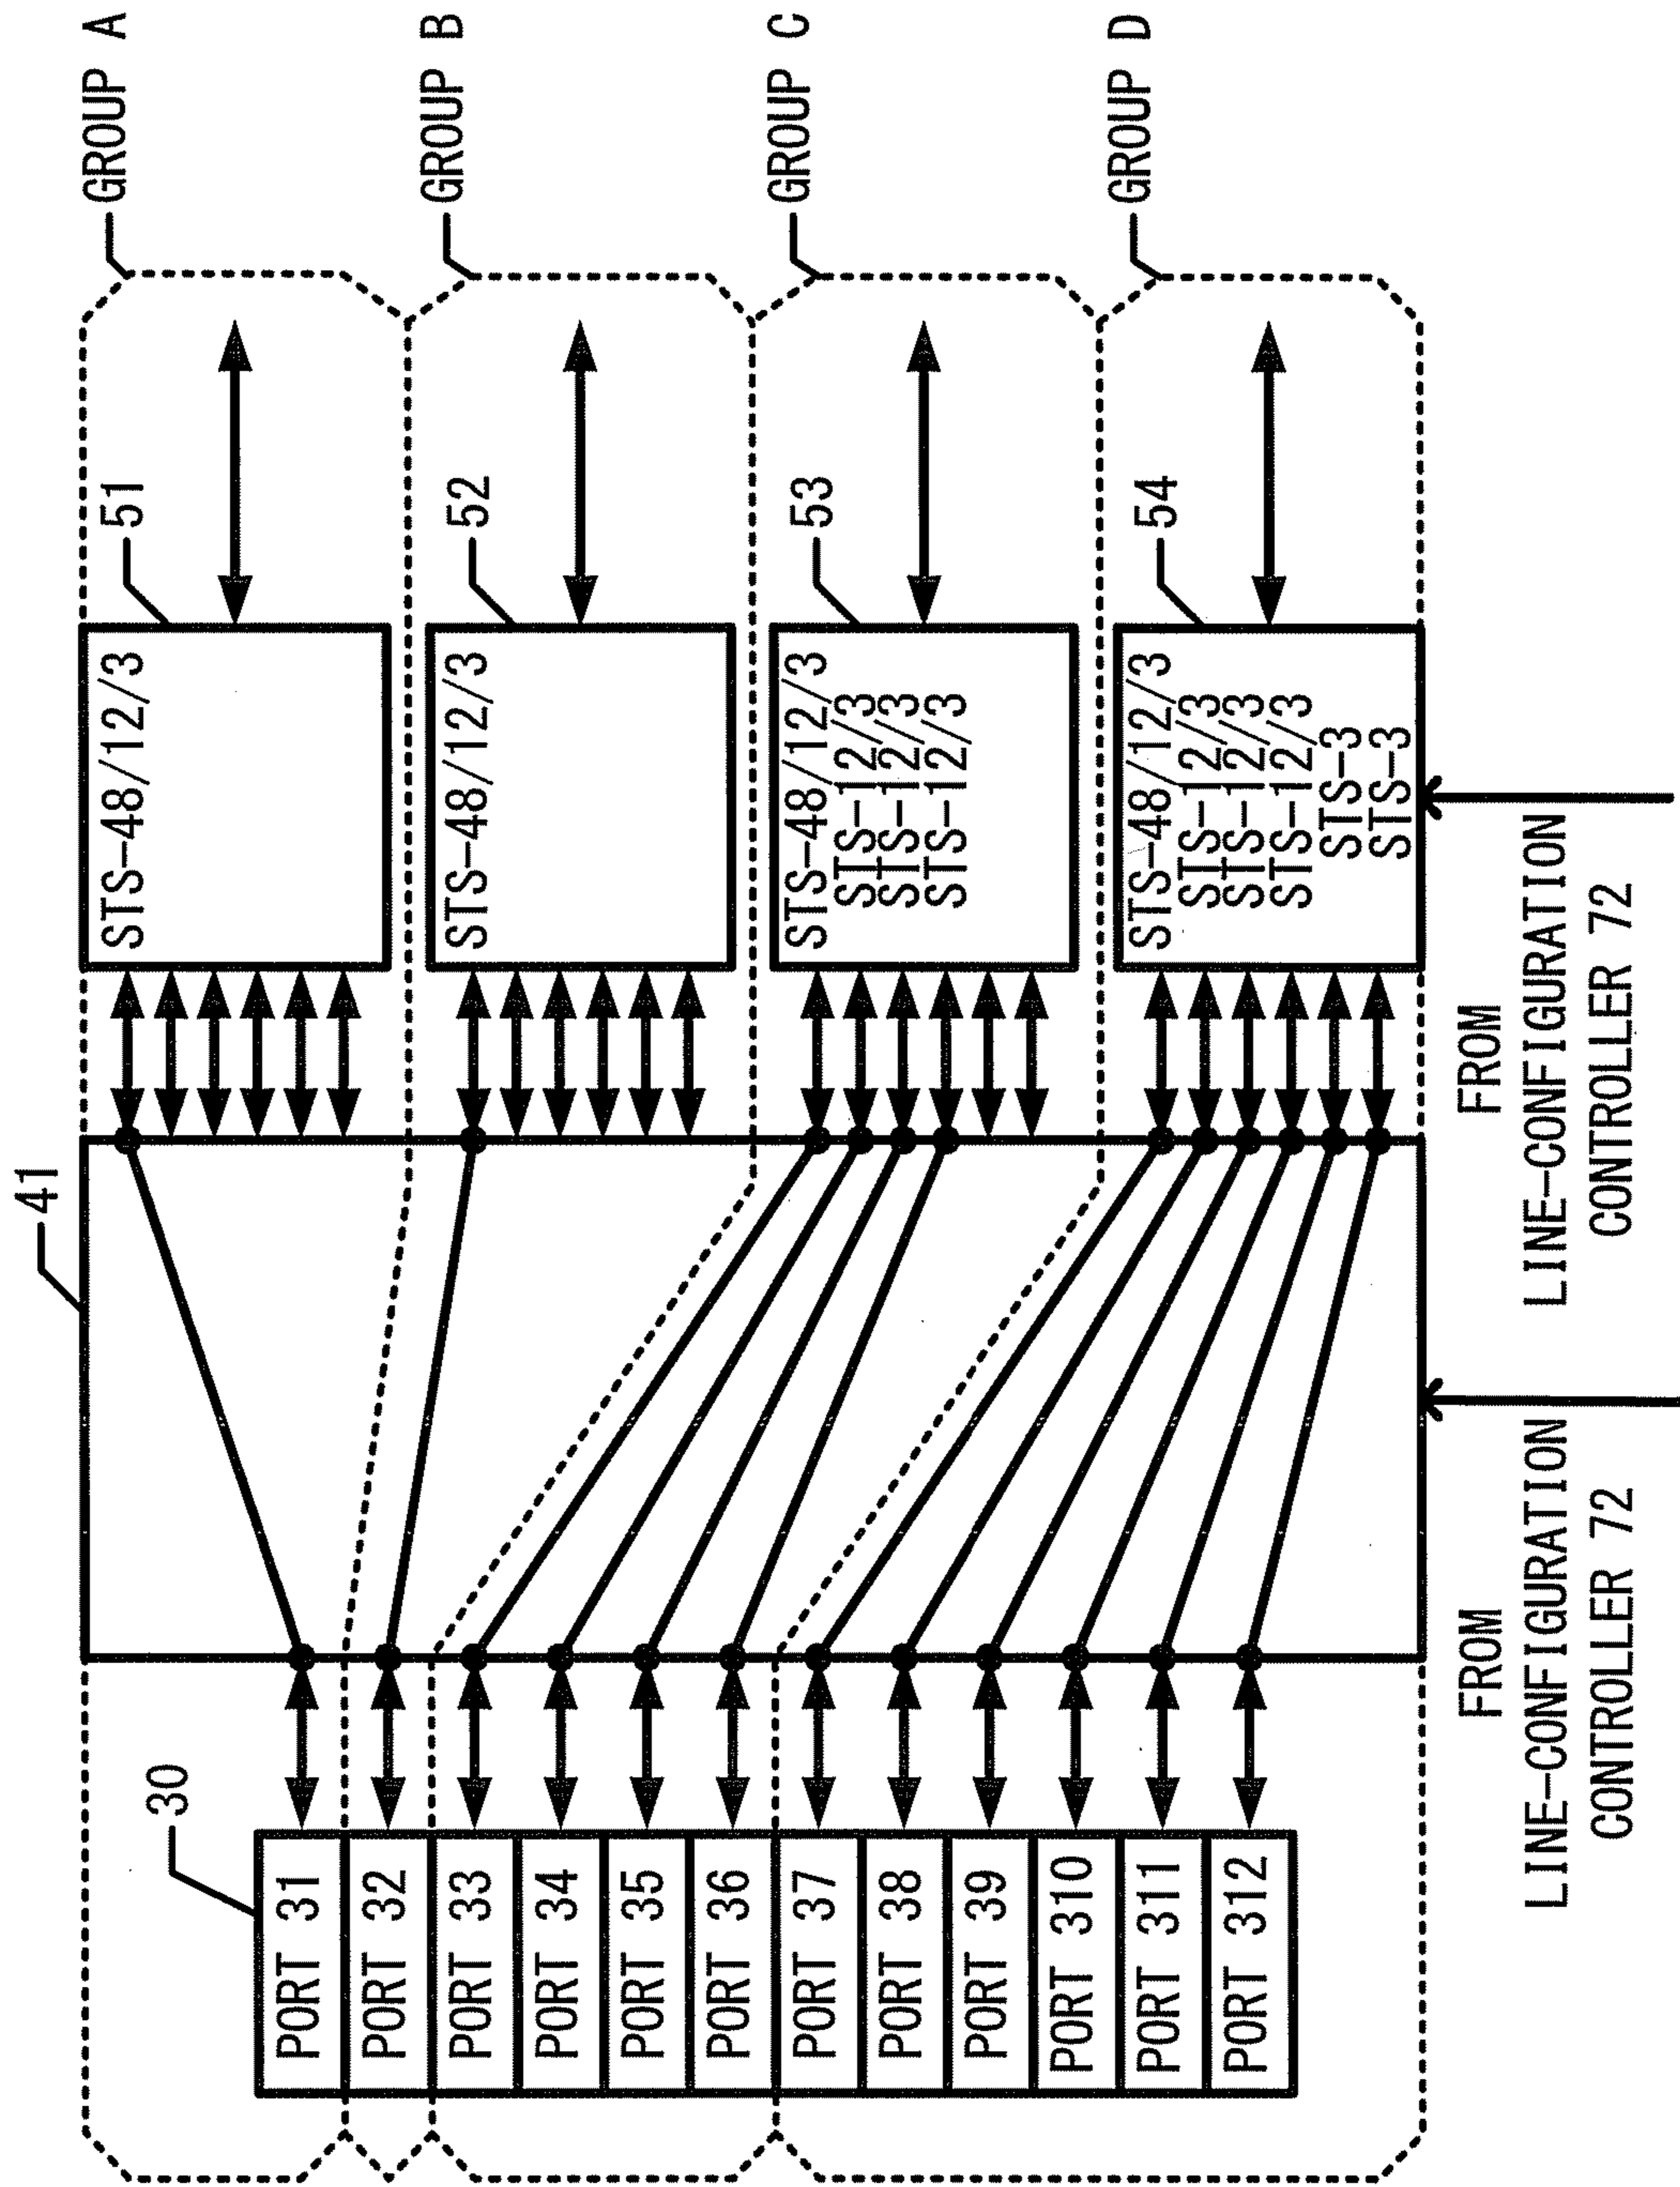 GROUP A
GROUP B
GROUP C
GROUP D
41
51
52
53
54
30
STS-48/12/3
STS-48/12/3
STS-48/12/3
STS-12/3
STS-12/3
STS-12/3
STS-48/12/3
STS-12/3
STS-12/3
STS-12/3
STS-3
STS-3
PORT 31
PORT 32
PORT 33
PORT 34
PORT 35
PORT 36
PORT 37
PORT 38
PORT 39
PORT 310
PORT 311
PORT 312
FROM
LINE-CONFIGURATION
CONTROLLER 72
FROM
LINE-CONFIGURATION
CONTROLLER 72